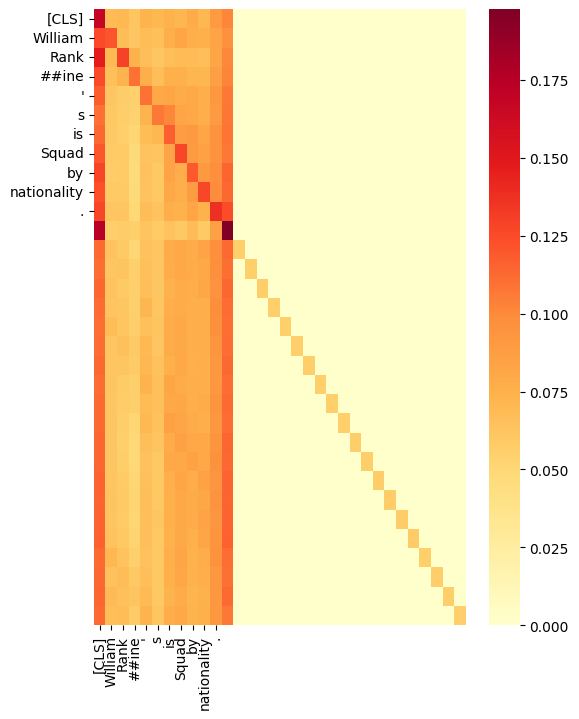 [CLS]
William
Rank
##ine
'
s
is
Squad
by
nationality
.
0.175
0.150
0.125
0.100
0.075
0.050
0.025
0.000
[CLS]
William
Rank
##ine
'
s
is
Squad
by
nationality
.